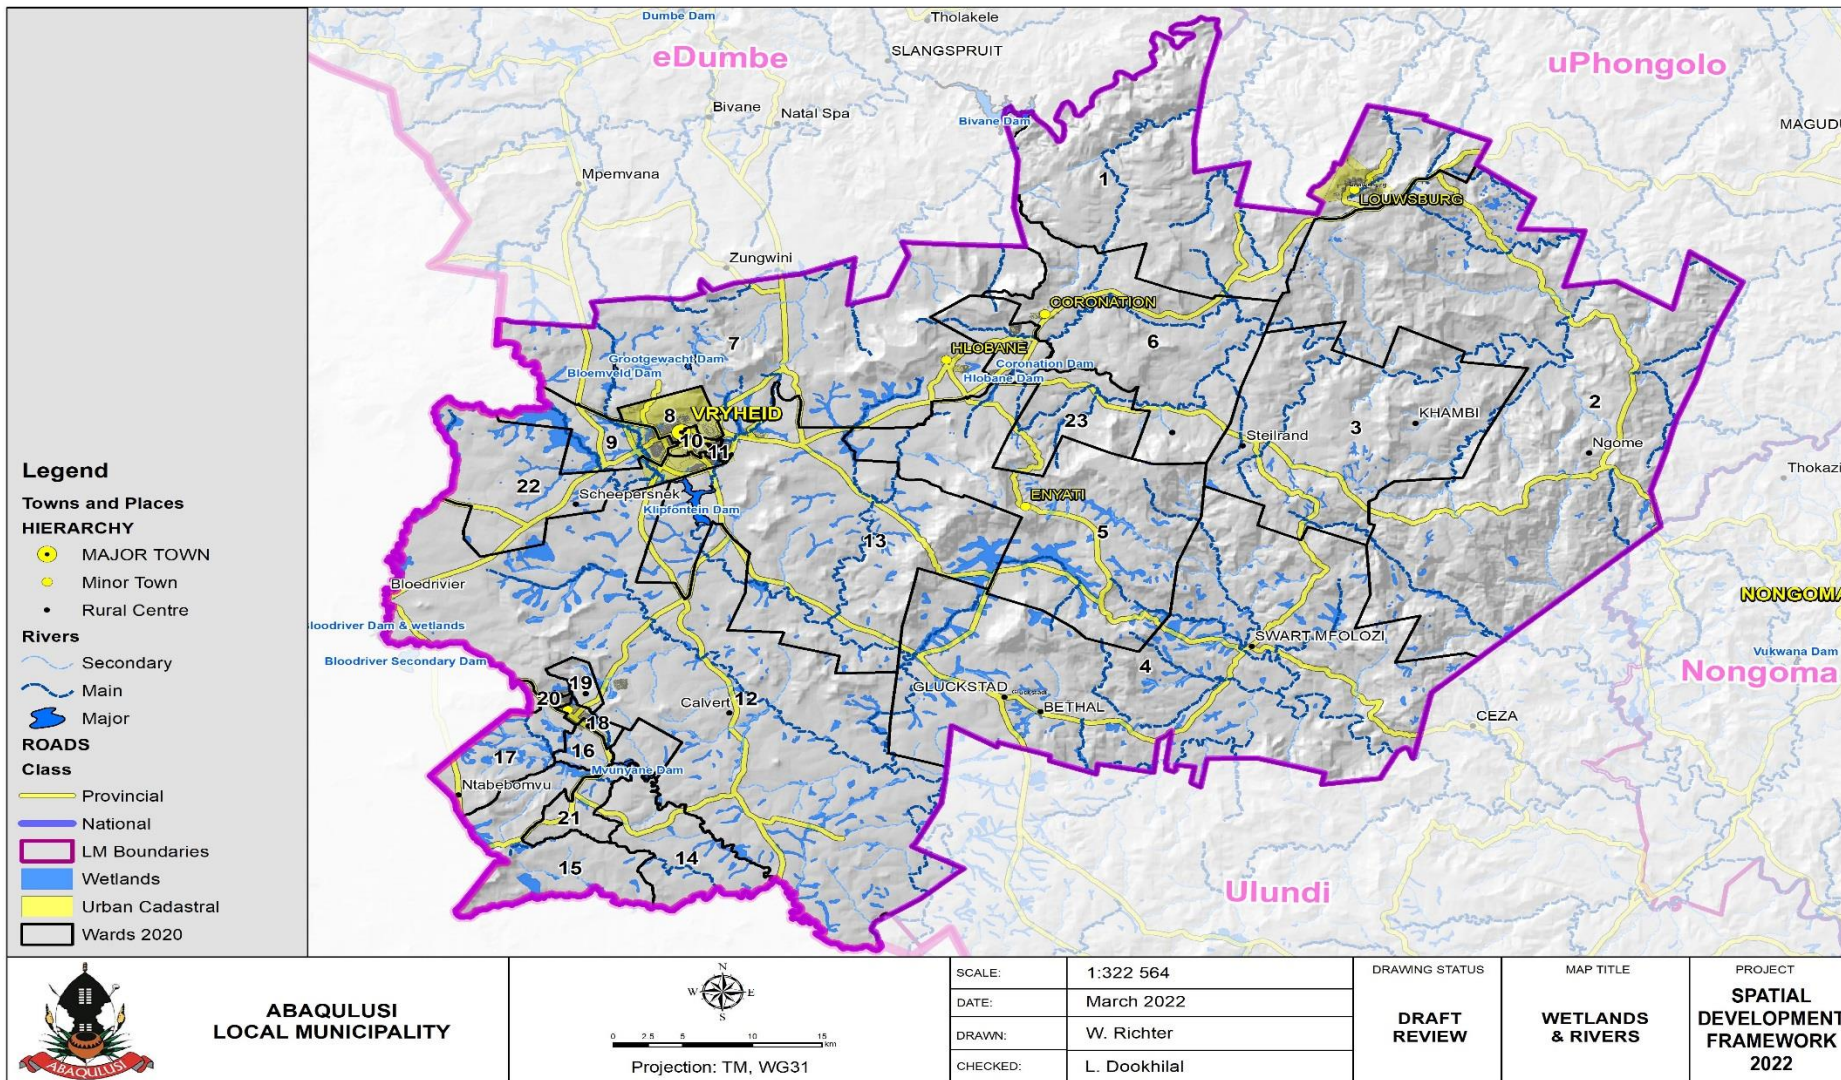 Tholakele
Dumbe Dam
SLANGSPRUIT
eDumbe
uPhongolo
Bivane
Natal Spa
Bivane Dam
MAGUDU
Mpemvana
1
LOUWSBURG
Zungwini
CORONATION
7
6
HLOBANE
Grootgewacht Dam
Bloemveld Dam
Coronation Dam
Hlobane Dam
8
VRYHEID
2
KHAMBI
23
3
9
10
11
Steilrand
Ngome
Thokazi
22
Scheepersnek
Klipfontein Dam
ENYATI
5
13
Bloedrivier
NONGOMA
Bloodriver Dam & wetlands
SWART MFOLOZI
Vukwana Dam
Bloodriver Secondary Dam
4
Nongoma
19
20
GLUCKSTAD
Gluckstadt
Calvert
12
BETHAL
CEZA
18
16
17
Mvunyane Dam
Ntabebomvu
21
14
15
Ulundi
Legend
Towns and Places
HIERARCHY
MAJOR TOWN
Minor Town
Rural Centre
Rivers
Secondary
Main
Major
ROADS
Class
Provincial
National
LM Boundaries
Wetlands
Urban Cadastral
Wards 2020
ABAQULUSI
ABAQULUSI
LOCAL MUNICIPALITY
N
W E
S
0 2.5 5 10 15
km
Projection: TM, WG31
SCALE: 1:322 564
DATE: March 2022
DRAWN: W. Richter
CHECKED: L. Dookhilal
DRAWING STATUS
DRAFT
REVIEW
MAP TITLE
WETLANDS
& RIVERS
PROJECT
SPATIAL
DEVELOPMENT
FRAMEWORK
2022